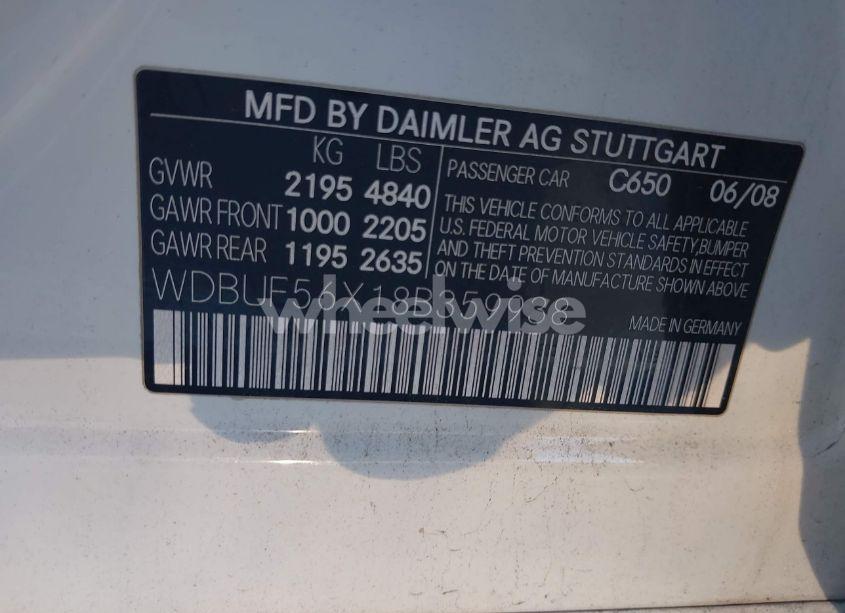 MFD BY DAIMLER AG STUTTGART
KG LBS
GVWR 2195 4840
GAWR FRONT 1000 2205
GAWR REAR 1195 2635
PASSENGER CAR C650 06/08
THIS VEHICLE CONFORMS TO ALL APPLICABLE
U.S. FEDERAL MOTOR VEHICLE SAFETY,BUMPER
AND THEFT PREVENTION STANDARDS IN EFFECT
ON THE DATE OF MANUFACTURE SHOWN ABOVE
WDBUF56X18B359938
MADE IN GERMANY
wheelwise